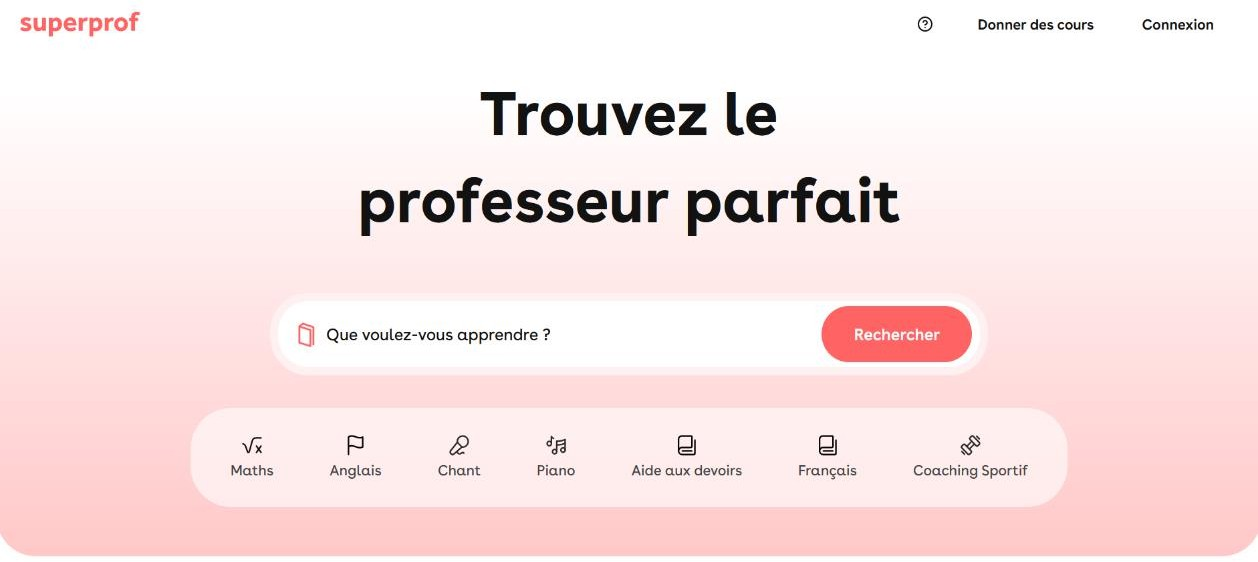 superprof
Donner des cours
Connexion
Trouvez le
professeur parfait
Que voulez-vous apprendre ?
Rechercher
Maths
Anglais
Chant
Piano
Aide aux devoirs
Français
Coaching Sportif